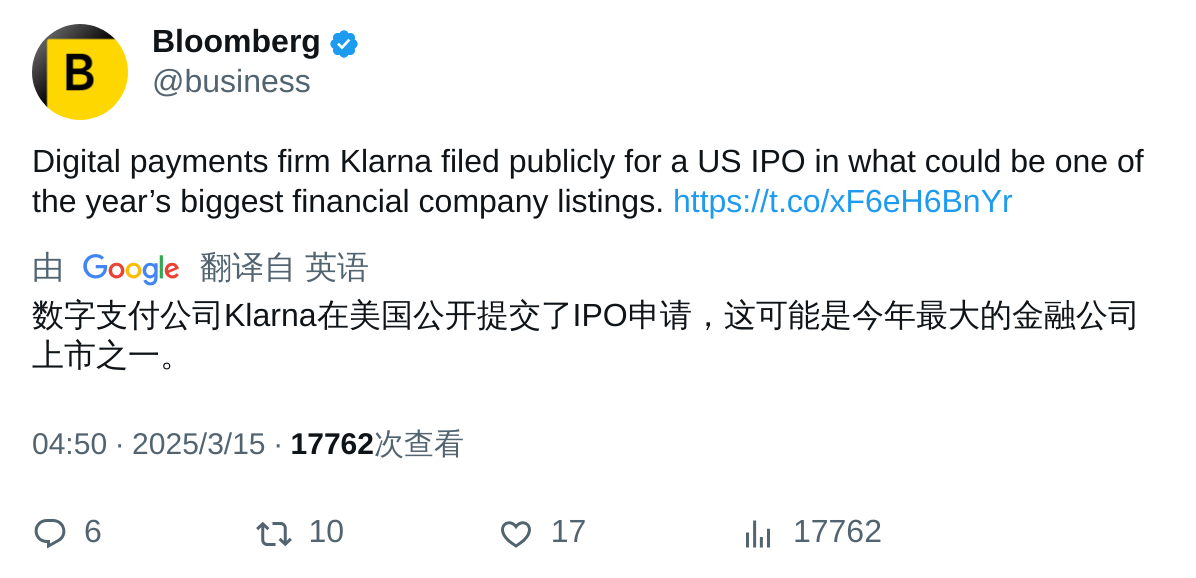 B
Bloomberg
@business
Digital payments firm Klarna filed publicly for a US IPO in what could be one of
the year’s biggest financial company listings. https://t.co/xF6eH6BnYr
由 Google 翻译自 英语
数字支付公司Klarna在美国公开提交了IPO申请，这可能是今年最大的金融公司
上市之一。
04:50 · 2025/3/15 · 17762次查看
6 10 17 17762